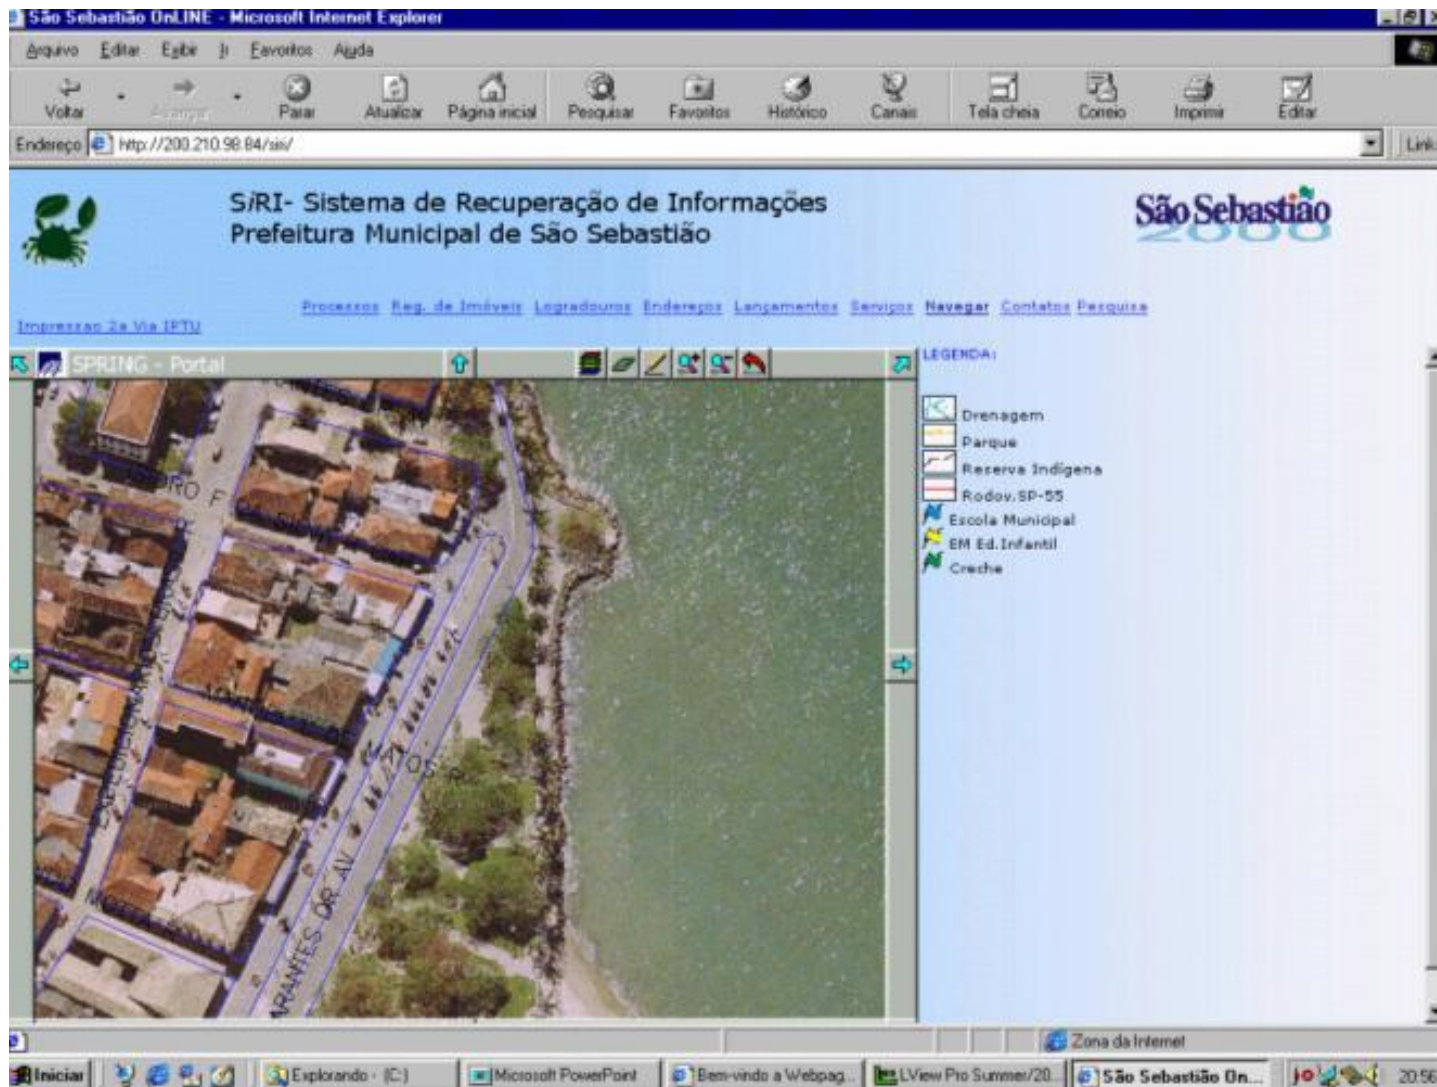 São Sebastião OnLINE - Microsoft Internet Explorer
Arquivo Editar Exibir Ir Favoritos Ajuda
Voltar Avançar Parar Atualizar Página inicial Pesquisar Favoritos Histórico Canais Tela cheia Correio Imprimir Editar
Endereço http://200.210.98.84/siri/ Links
SiRI- Sistema de Recuperação de Informações
Prefeitura Municipal de São Sebastião
São Sebastião
2000
Processos Reg. de Imóveis Logradouros Endereços Lançamentos Serviços Navegar Contatos Pesquisa
Impressao 2a Via IPTU
SPRING - Portal
LEGENDA:
Drenagem
Parque
Reserva Indígena
Rodov.SP-55
Escola Municipal
EM Ed.Infantil
Creche
ARANTES DR AV
Zona da Internet
Iniciar Explorando - (C:) Microsoft PowerPoint Bem-vindo a Webpag... LView Pro Summer/20... São Sebastião On... 20:56